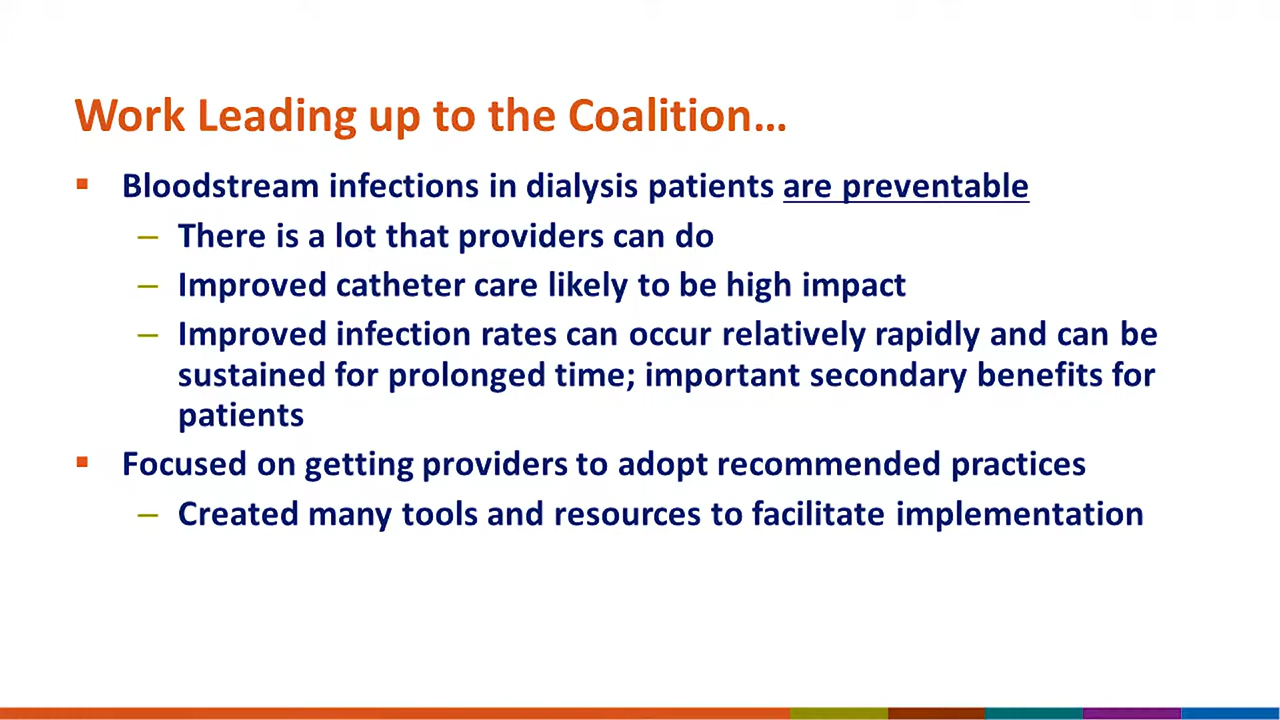 Work Leading up to the Coalition…
▪ Bloodstream infections in dialysis patients are preventable
– There is a lot that providers can do
– Improved catheter care likely to be high impact
– Improved infection rates can occur relatively rapidly and can be
sustained for prolonged time; important secondary benefits for
patients
▪ Focused on getting providers to adopt recommended practices
– Created many tools and resources to facilitate implementation